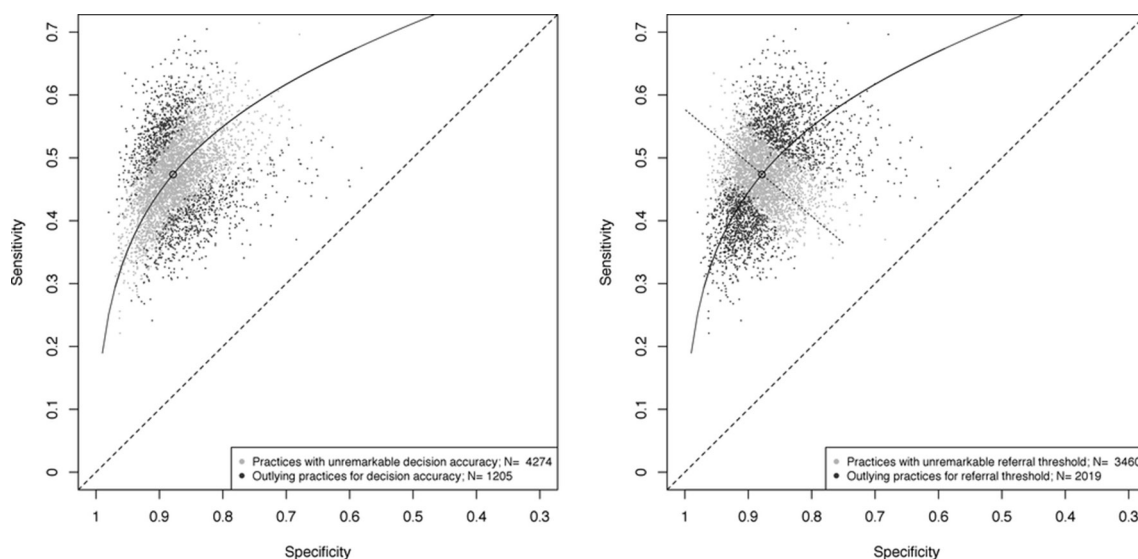 0.7
0.6
0.5
0.4
0.3
0.2
0.1
0
Sensitivity
Practices with unremarkable decision accuracy; N= 4274
Outlying practices for decision accuracy; N= 1205
1 0.9 0.8 0.7 0.6 0.5 0.4 0.3
Specificity
0.7
0.6
0.5
0.4
0.3
0.2
0.1
0
Sensitivity
Practices with unremarkable referral threshold; N= 3460
Outlying practices for referral threshold; N= 2019
1 0.9 0.8 0.7 0.6 0.5 0.4 0.3
Specificity